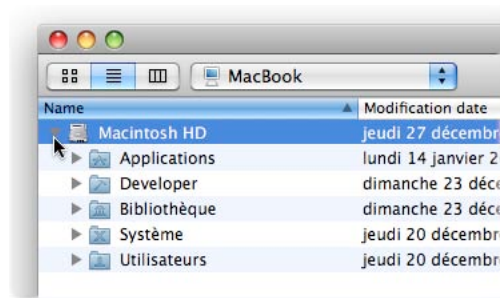 MacBook
Name Modification date
Macintosh HD jeudi 27 décembr
Applications lundi 14 janvier 2
Developer dimanche 23 déce
Bibliothèque dimanche 23 déce
Système jeudi 20 décembr
Utilisateurs jeudi 20 décembr